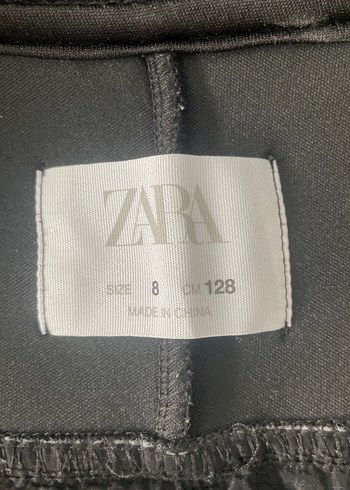 ZARA
SIZE 8 CM 128
MADE IN CHINA